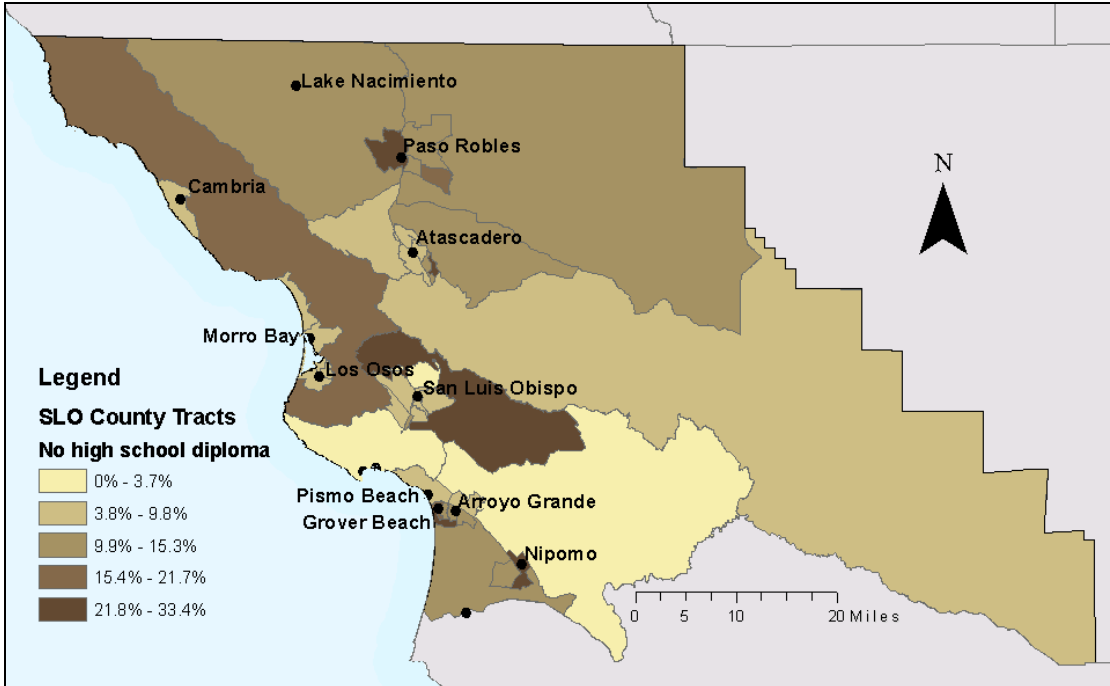 Lake Nacimiento
Paso Robles
N
Cambria
Atascadero
Morro Bay
Los Osos
San Luis Obispo
Legend
SLO County Tracts
No high school diploma
0% - 3.7%
3.8% - 9.8%
9.9% - 15.3%
15.4% - 21.7%
21.8% - 33.4%
Pismo Beach
Arroyo Grande
Grover Beach
Nipomo
0 5 10 20 Miles